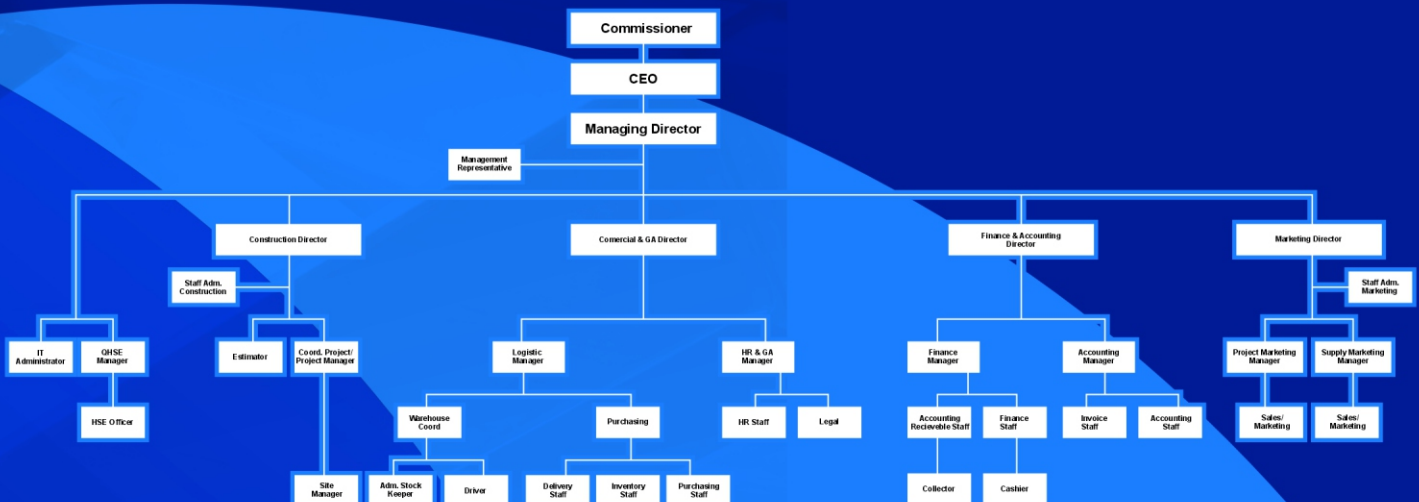 Commissioner
CEO
Managing Director
Management
Representative
Construction Director
Comercial & GA Director
Finance & Accounting
Director
Marketing Director
Staff Adm.
Construction
Staff Adm.
Marketing
IT
Administrator
QHSE
Manager
Estimator
Coord. Project/
Project Manager
Logistic
Manager
HR & GA
Manager
Finance
Manager
Accounting
Manager
Project Marketing
Manager
Supply Marketing
Manager
HSE Officer
Warehouse
Coord
Purchasing
HR Staff
Legal
Accounting
Recieveble Staff
Finance
Staff
Invoice
Staff
Accounting
Staff
Sales/
Marketing
Sales/
Marketing
Site
Manager
Adm. Stock
Keeper
Driver
Delivery
Staff
Inventory
Staff
Purchasing
Staff
Collector
Cashier